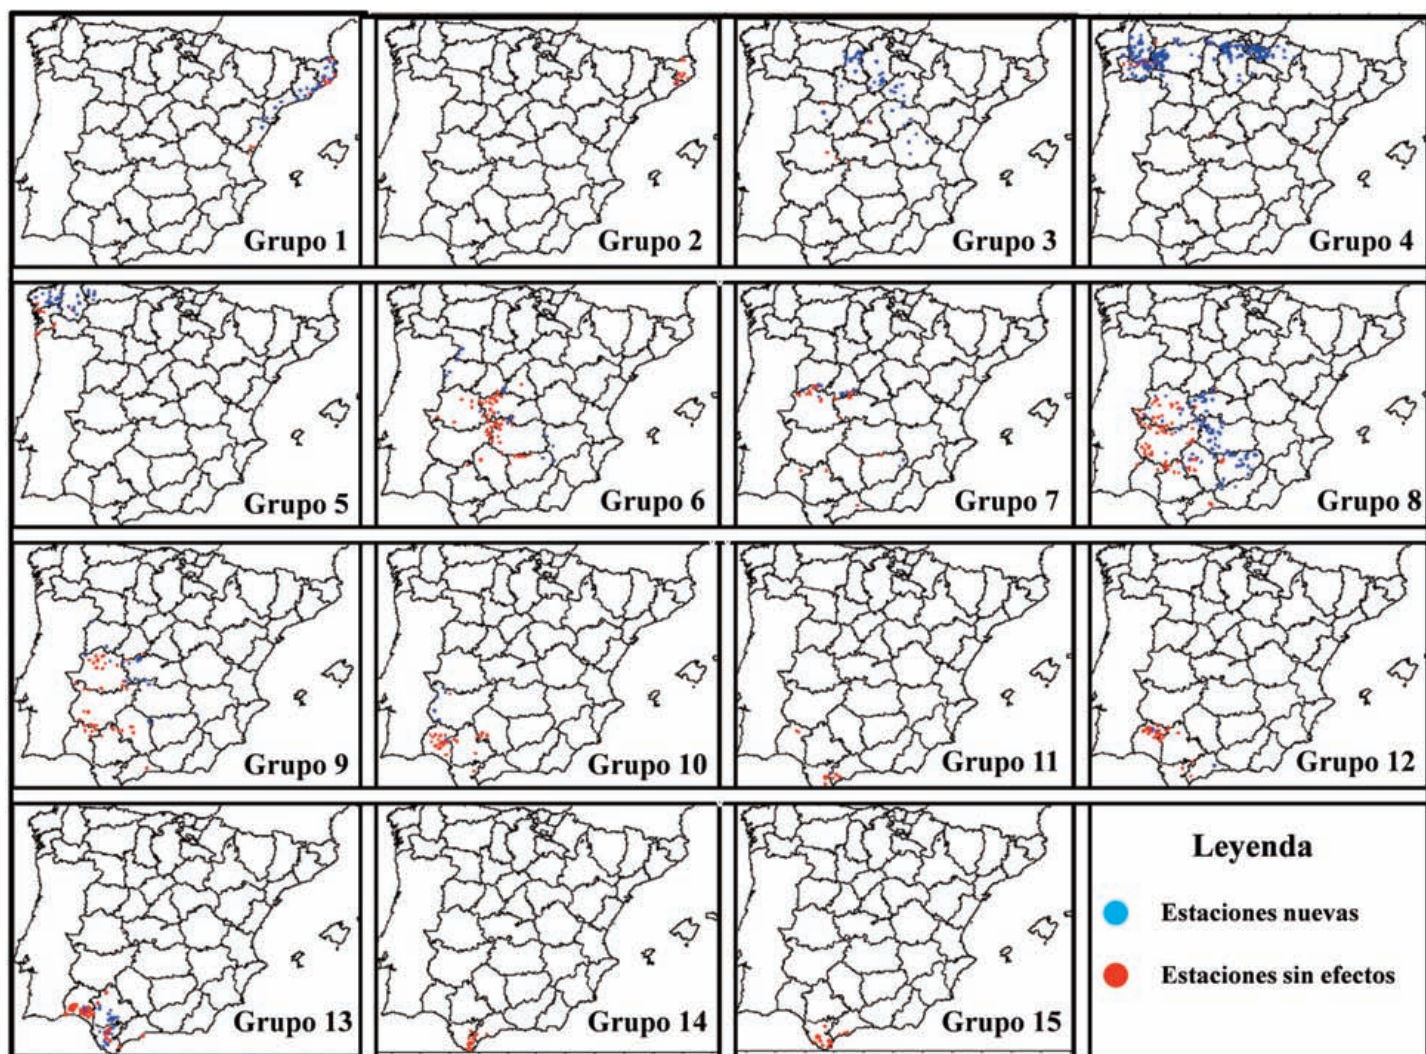 Grupo 1
Grupo 2
Grupo 3
Grupo 4
Grupo 5
Grupo 6
Grupo 7
Grupo 8
Grupo 9
Grupo 10
Grupo 11
Grupo 12
Grupo 13
Grupo 14
Grupo 15
Leyenda
Estaciones nuevas
Estaciones sin efectos